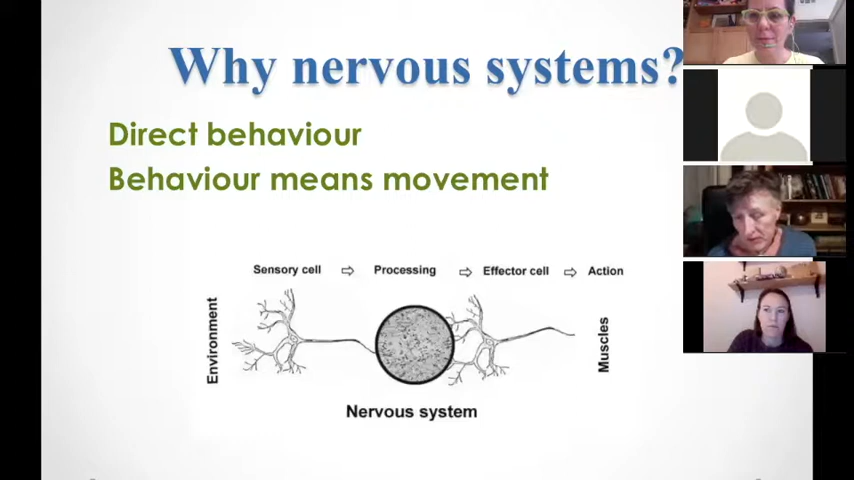 Why nervous systems?
Direct behaviour
Behaviour means movement
Sensory cell ⇨ Processing ⇨ Effector cell ⇨ Action
Environment
Muscles
Nervous system